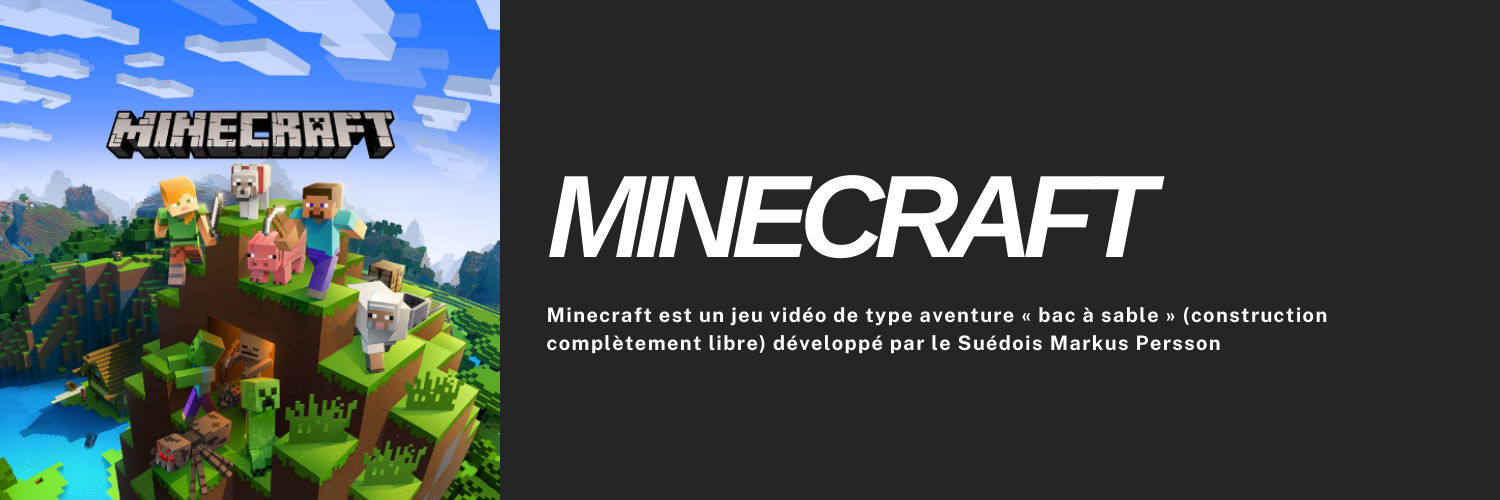 MINECRAFT
MINECRAFT
Minecraft est un jeu vidéo de type aventure « bac à sable » (construction
complètement libre) développé par le Suédois Markus Persson